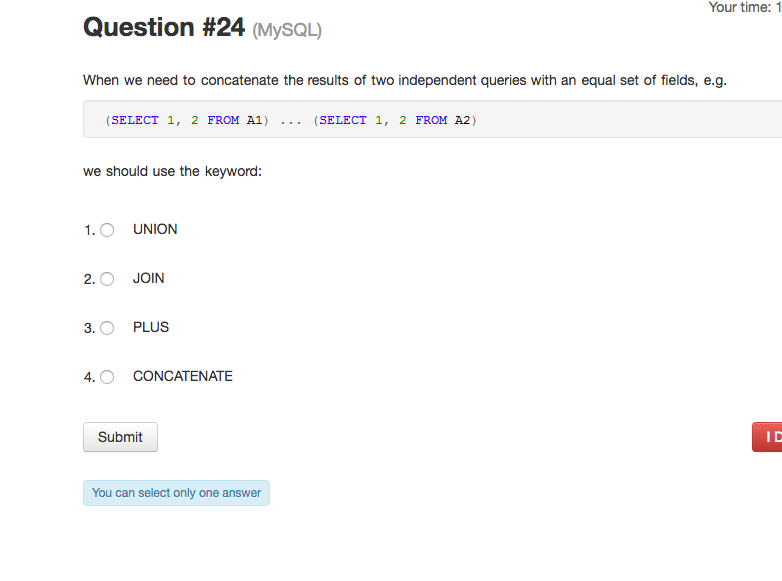 Your time: 1
Question #24 (MySQL)
When we need to concatenate the results of two independent queries with an equal set of fields, e.g.
(SELECT 1, 2 FROM A1) ... (SELECT 1, 2 FROM A2)
we should use the keyword:
1. UNION
2. JOIN
3. PLUS
4. CONCATENATE
Submit
I D
You can select only one answer